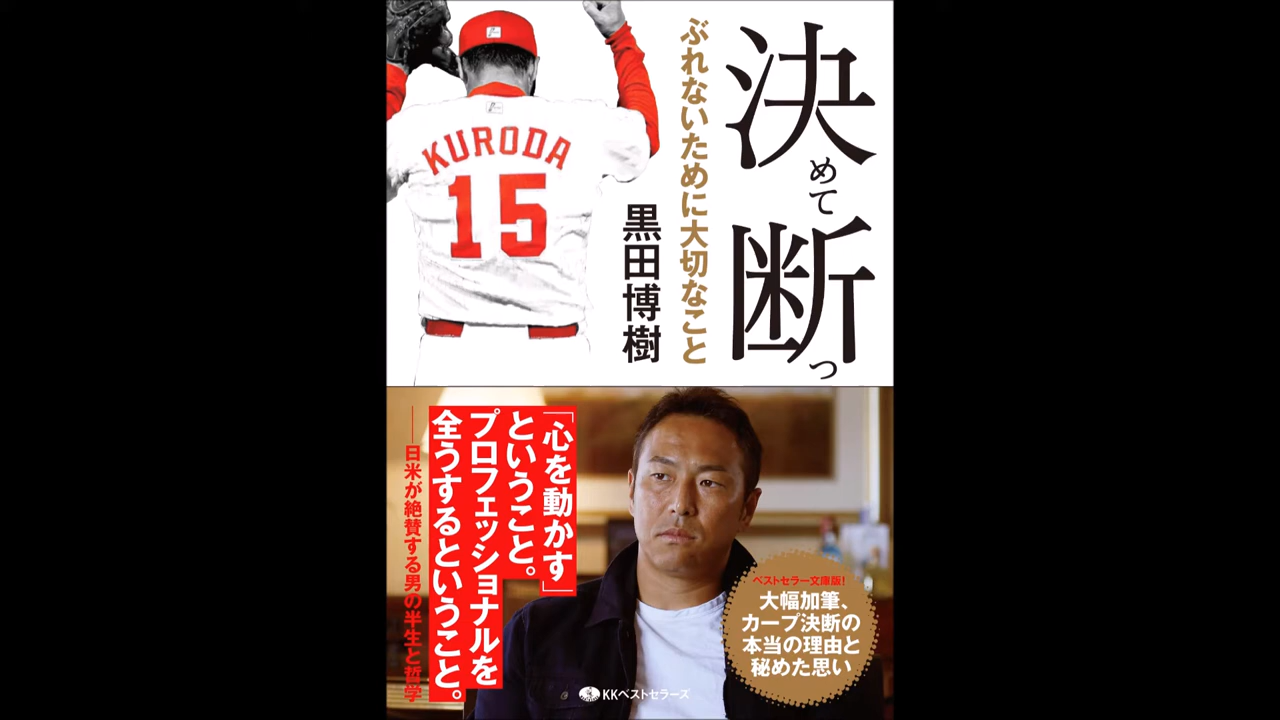 決めて断つ
ぶれないために大切なこと
黒田博樹
KURODA
15
「心を動かす」
ということ。
プロフェッショナルを
全うするということ。
──日米が絶賛する男の半生と哲学
ベストセラー文庫版！
大幅加筆、
カープ決断の
本当の理由と
秘めた思い
KKベストセラーズ